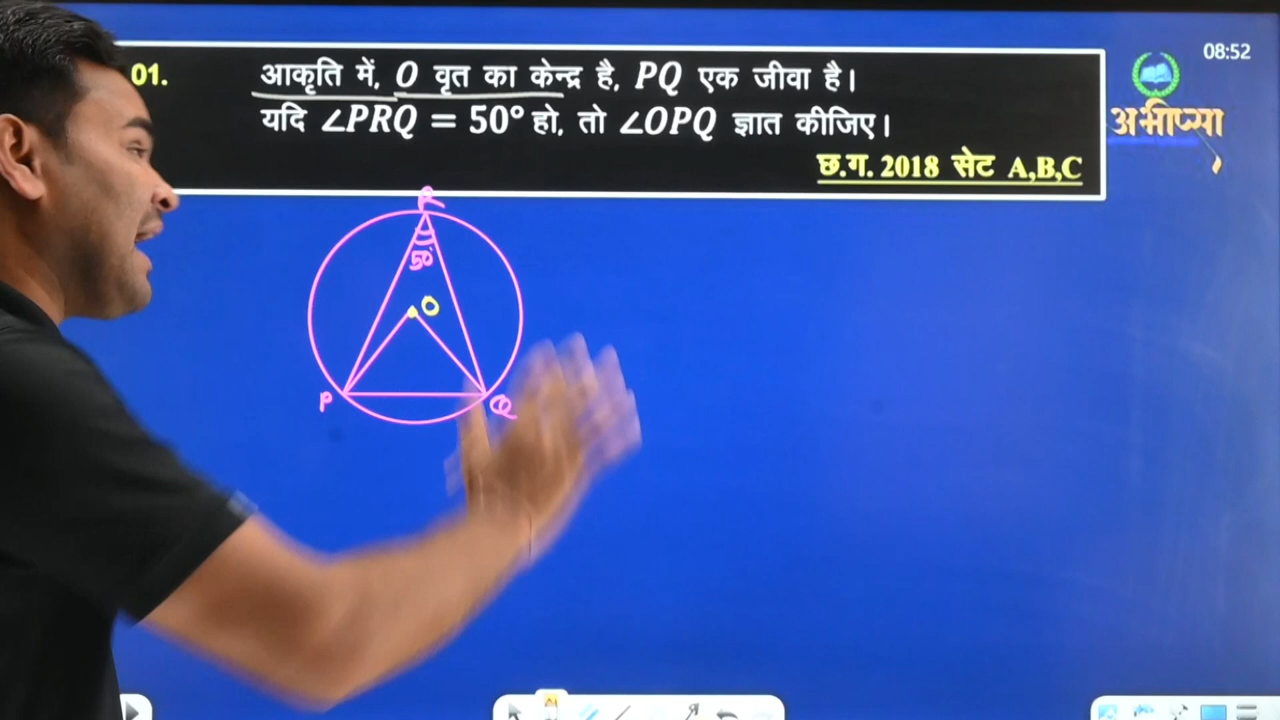 08:52
01. आकृति में, O वृत का केन्द्र है, PQ एक जीवा है।
यदि ∠PRQ = 50° हो, तो ∠OPQ ज्ञात कीजिए।
छ.ग. 2018 सेट A,B,C
अभीप्सा
R
50°
O
P
Q